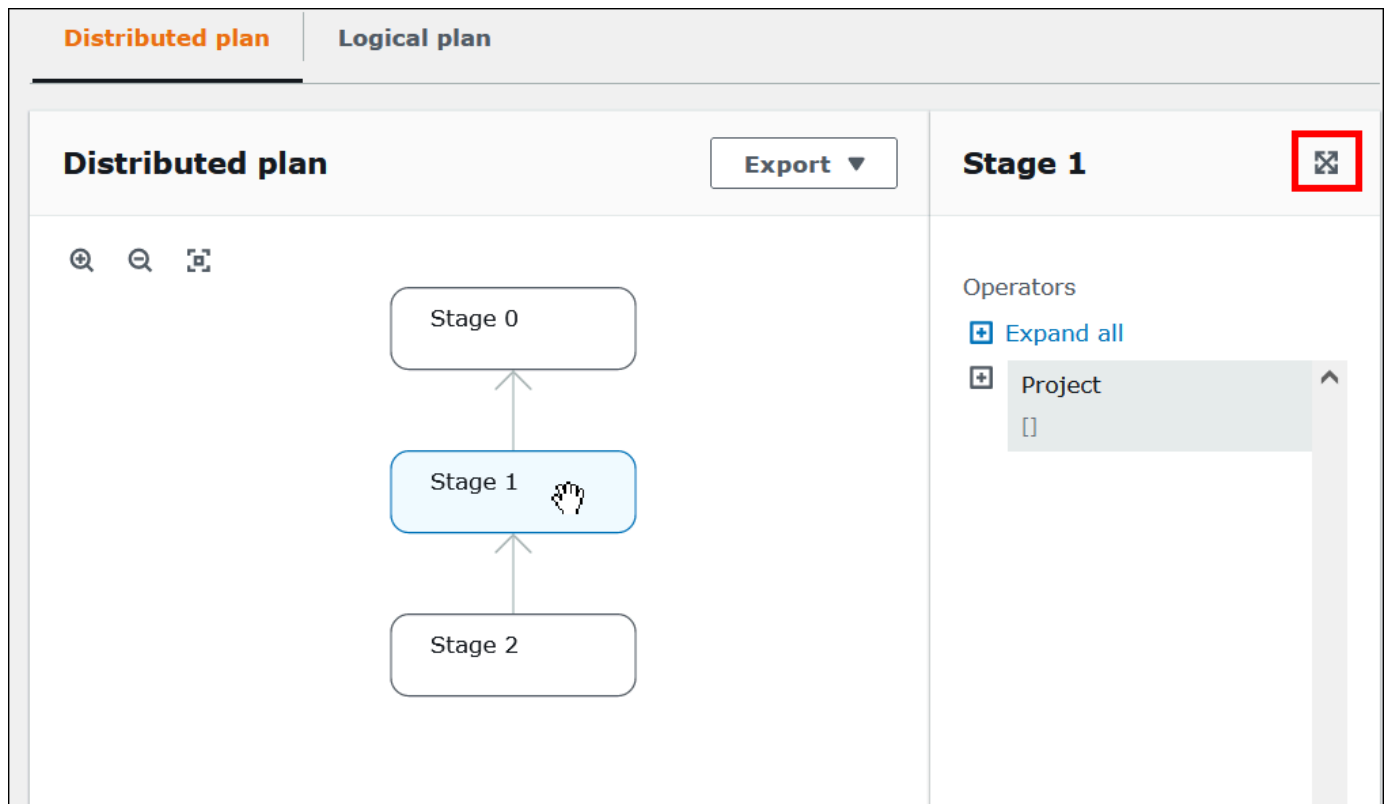 Distributed plan
Logical plan
Distributed plan
Export
Stage 1
Stage 0
Stage 1
Stage 2
Operators
Expand all
Project
[]